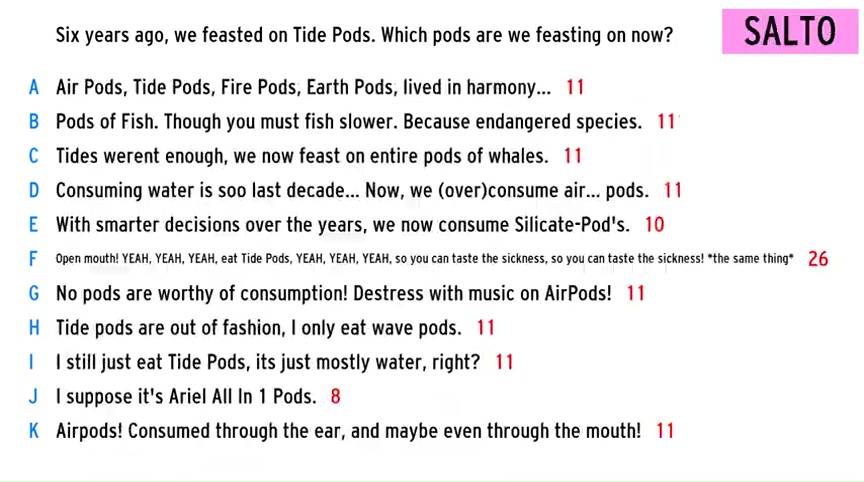 Six years ago, we feasted on Tide Pods. Which pods are we feasting on now?
SALTO
A Air Pods, Tide Pods, Fire Pods, Earth Pods, lived in harmony... 11
B Pods of Fish. Though you must fish slower. Because endangered species. 11
C Tides werent enough, we now feast on entire pods of whales. 11
D Consuming water is soo last decade... Now, we (over)consume air... pods. 11
E With smarter decisions over the years, we now consume Silicate-Pod's. 10
F Open mouth! YEAH, YEAH, YEAH, eat Tide Pods, YEAH, YEAH, YEAH, so you can taste the sickness, so you can taste the sickness! *the same thing* 26
G No pods are worthy of consumption! Destress with music on AirPods! 11
H Tide pods are out of fashion, I only eat wave pods. 11
I I still just eat Tide Pods, its just mostly water, right? 11
J I suppose it's Ariel All In 1 Pods. 8
K Airpods! Consumed through the ear, and maybe even through the mouth! 11